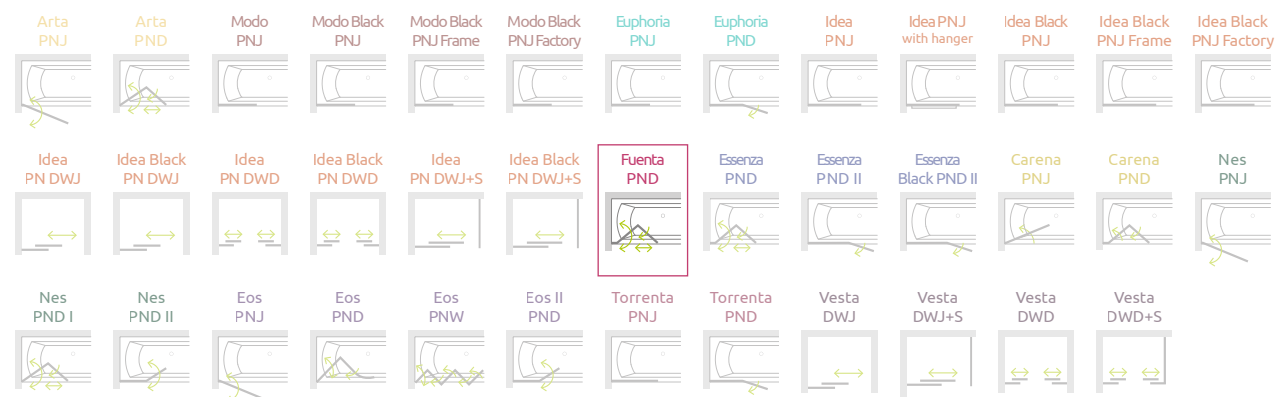 Arta
PNJ
Arta
PND
Modo
PNJ
Modo Black
PNJ
Modo Black
PNJ Frame
Modo Black
PNJ Factory
Euphoria
PNJ
Euphoria
PND
Idea
PNJ
Idea PNJ
with hanger
Idea Black
PNJ
Idea Black
PNJ Frame
Idea Black
PNJ Factory
Idea
PN DWJ
Idea Black
PN DWJ
Idea
PN DWD
Idea Black
PN DWD
Idea
PN DWJ+S
Idea Black
PN DWJ+S
Fuenta
PND
Essenza
PND
Essenza
PND II
Essenza
Black PND II
Carena
PNJ
Carena
PND
Nes
PNJ
Nes
PND I
Nes
PND II
Eos
PNJ
Eos
PND
Eos
PNW
Eos II
PND
Torrenta
PNJ
Torrenta
PND
Vesta
DWJ
Vesta
DWJ+S
Vesta
DWD
Vesta
DWD+S